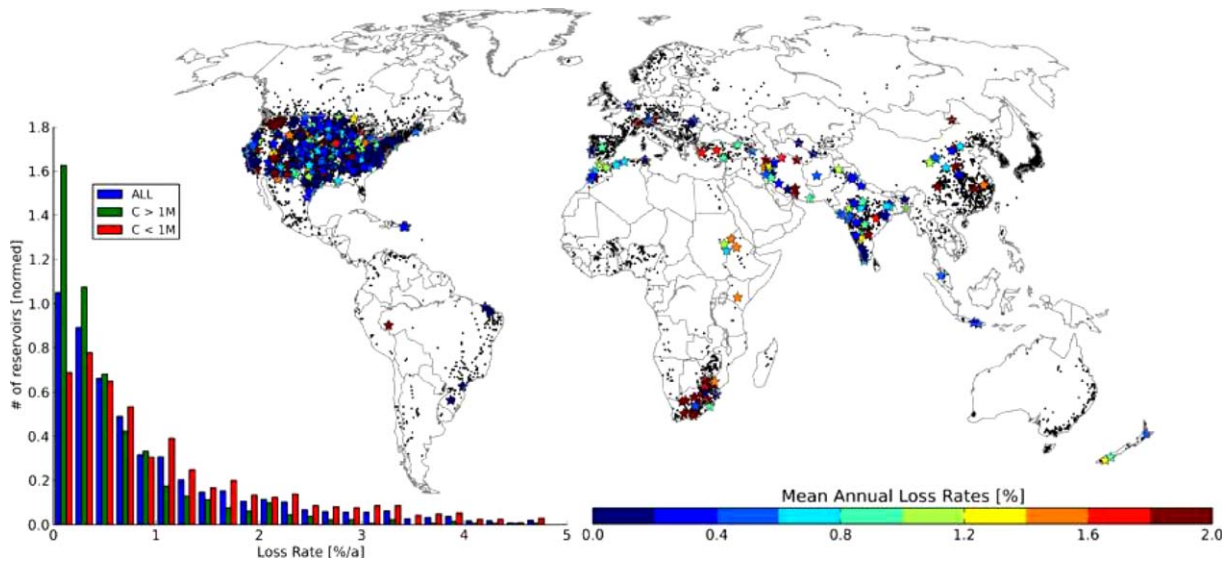 1.8
1.6
1.4
1.2
1.0
0.8
0.6
0.4
0.2
0.0
# of reservoirs [normed]
ALL
C > 1M
C < 1M
0 1 2 3 4 5
Loss Rate [%/a]
Mean Annual Loss Rates [%]
0.0 0.4 0.8 1.2 1.6 2.0